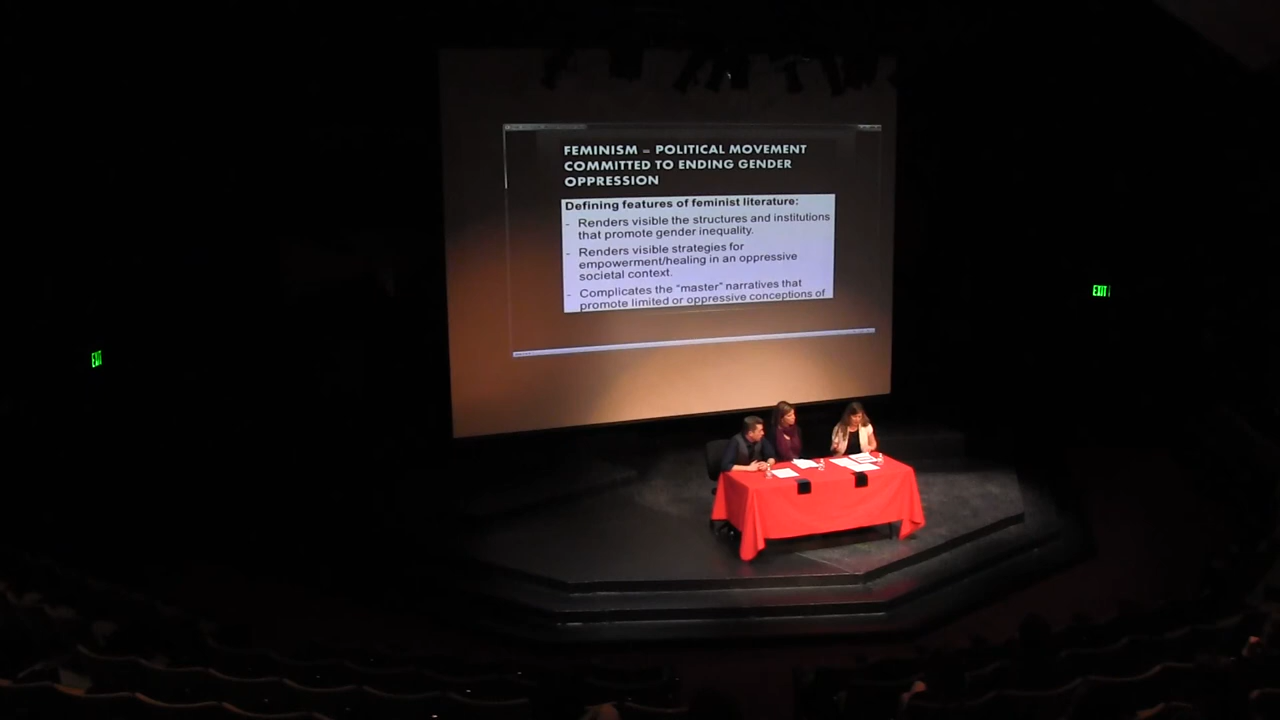 FEMINISM = POLITICAL MOVEMENT
COMMITTED TO ENDING GENDER
OPPRESSION
Defining features of feminist literature:
- Renders visible the structures and institutions
that promote gender inequality.
- Renders visible strategies for
empowerment/healing in an oppressive
societal context.
- Complicates the “master” narratives that
promote limited or oppressive conceptions of
EXIT
EXIT